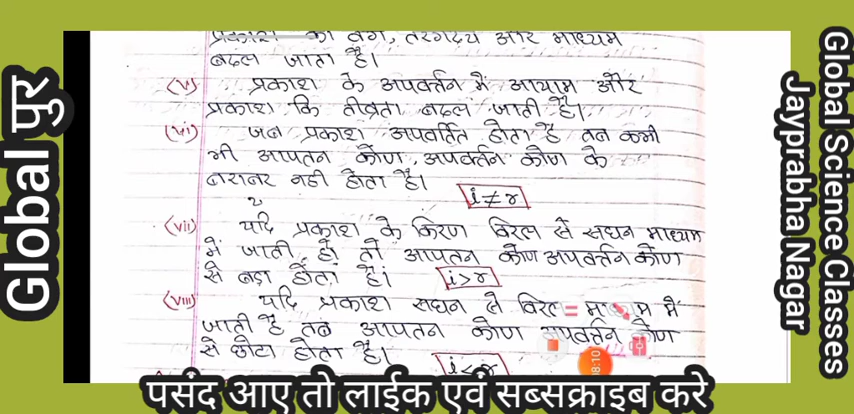 प्रकाश का वेग, तरंगदैर्य और माध्यम
बदल जाता है।
(v) प्रकाश के अपवर्तन में आयाम और
प्रकाश कि तीव्रता बदल जाती है।
(vi) जब प्रकाश अपवर्तित होता है तब कभी
भी आपतन कोण, अपवर्तन कोण के
बराबर नही होता है।
i ≠ r
(vii) यदि प्रकाश के किरण विरल से सघन माध्यम
में जाती हो तो आपतन कोण अपवर्तन कोण
से बड़ा होता है। i > r
(viii) यदि प्रकाश सघन से विरल मा म में
जाती है तब आपतन कोण अपवर्तन कोण
से छोटा होता है।
i < r
08:10
Global पुर
Global Science Classes
Jayprabha Nagar
पसंद आए तो लाईक एवं सब्सक्राइब करे